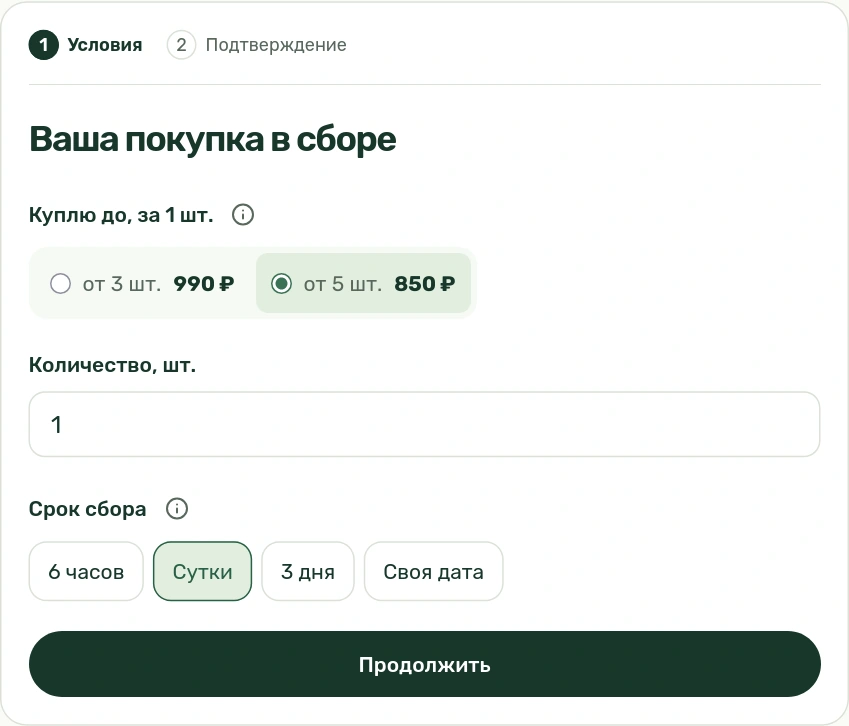 1 Условия 2 Подтверждение
Ваша покупка в сборе
Куплю до, за 1 шт.
от 3 шт. 990 ₽ от 5 шт. 850 ₽
Количество, шт.
1
Срок сбора
6 часов Сутки 3 дня Своя дата
Продолжить